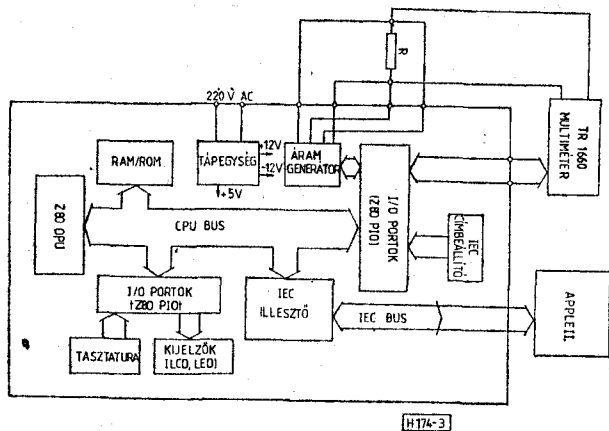 R
220 V AC
RAM/ROM
TÁPEGYSÉG
+12V
-12V
+5V
ÁRAM
GENERÁTOR
TR 1660
MULTIMÉTER
Z80 CPU
CPU BUS
I/O PORTOK
(Z80 PIO)
IEC
CÍMBEÁLLÍTÓ
I/O PORTOK
(Z80 PIO)
IEC
ILLESZTŐ
IEC BUS
APPLE II.
TASZTATURA
KIJELZŐK
(LCD, LED)
H174-3